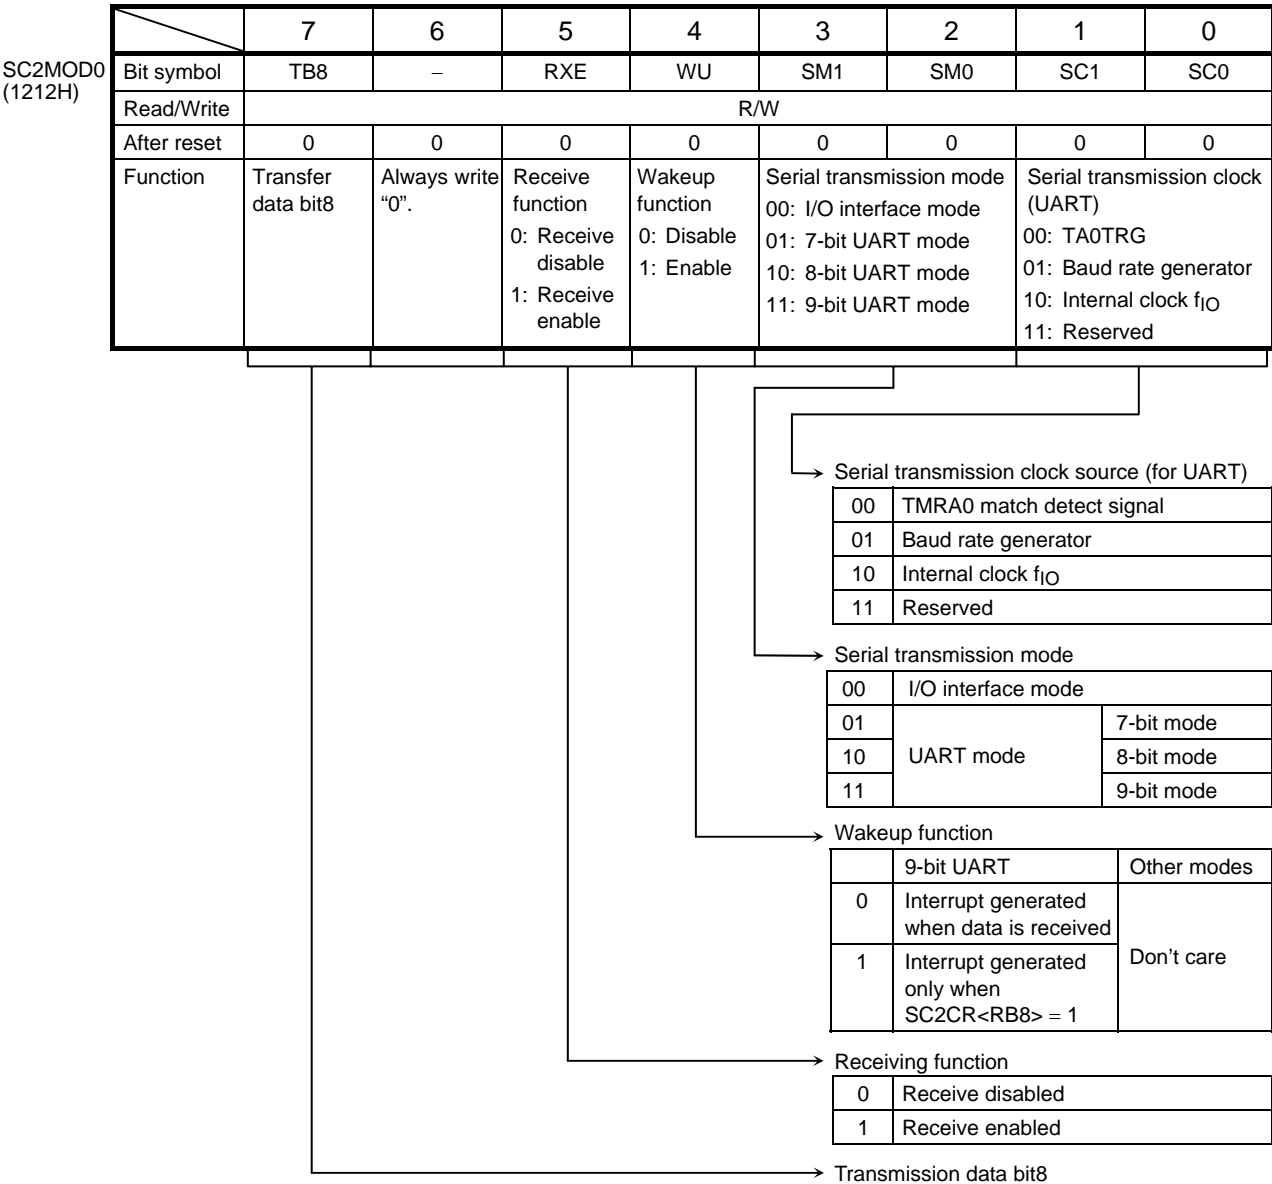 7 6 5 4 3 2 1 0
SC2MOD0
(1212H)
Bit symbol TB8 – RXE WU SM1 SM0 SC1 SC0
Read/Write R/W
After reset 0 0 0 0 0 0 0 0
Function
Transfer
data bit8
Always write
“0”.
Receive
function
0: Receive
disable
1: Receive
enable
Wakeup
function
0: Disable
1: Enable
Serial transmission mode
00: I/O interface mode
01: 7-bit UART mode
10: 8-bit UART mode
11: 9-bit UART mode
Serial transmission clock
(UART)
00: TA0TRG
01: Baud rate generator
10: Internal clock fIO
11: Reserved
Serial transmission clock source (for UART)
00 TMRA0 match detect signal
01 Baud rate generator
10 Internal clock fIO
11 Reserved
Serial transmission mode
00 I/O interface mode
01 7-bit mode
10 UART mode 8-bit mode
11 9-bit mode
Wakeup function
9-bit UART Other modes
0 Interrupt generated
when data is received
1 Interrupt generated
only when
SC2CR<RB8> = 1
Don’t care
Receiving function
0 Receive disabled
1 Receive enabled
Transmission data bit8